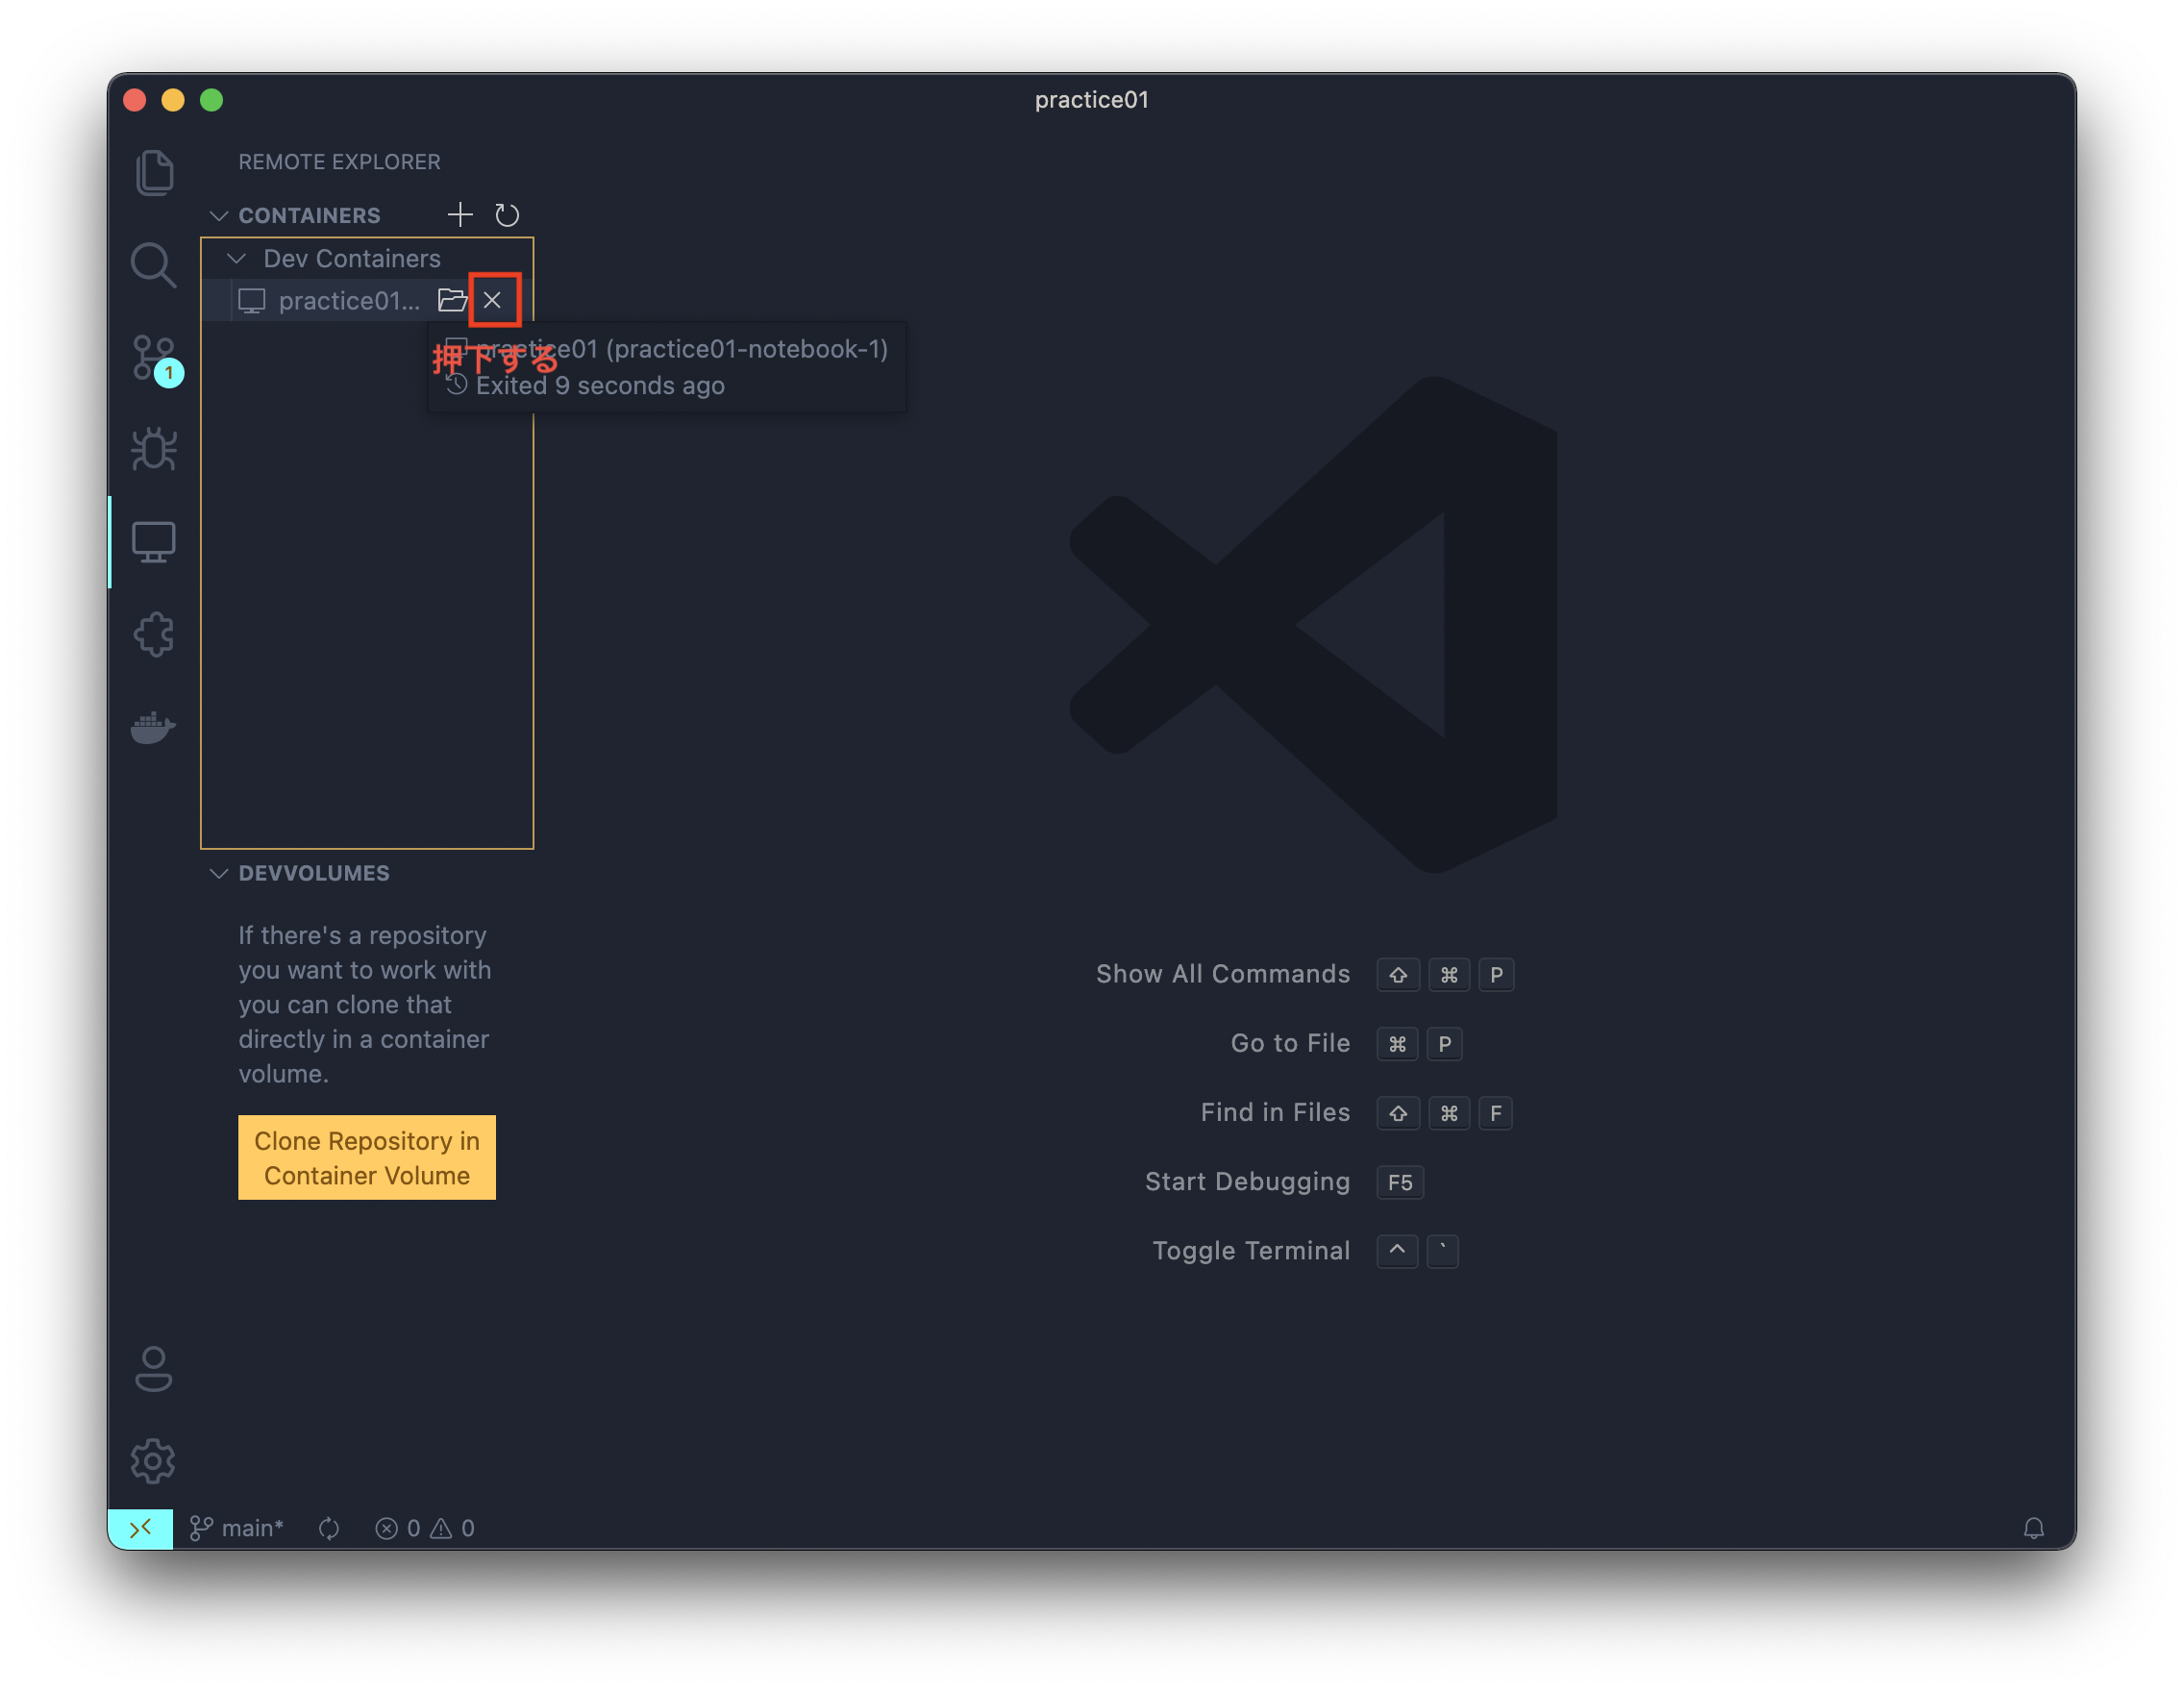 practice01
REMOTE EXPLORER
CONTAINERS
Dev Containers
practice01...
practice01 (practice01-notebook-1)
押下する
Exited 9 seconds ago
1
DEVVOLUMES
If there's a repository
you want to work with
you can clone that
directly in a container
volume.
Clone Repository in
Container Volume
Show All Commands ⇧ ⌘ P
Go to File ⌘ P
Find in Files ⇧ ⌘ F
Start Debugging F5
Toggle Terminal ^ `
main* 0 0